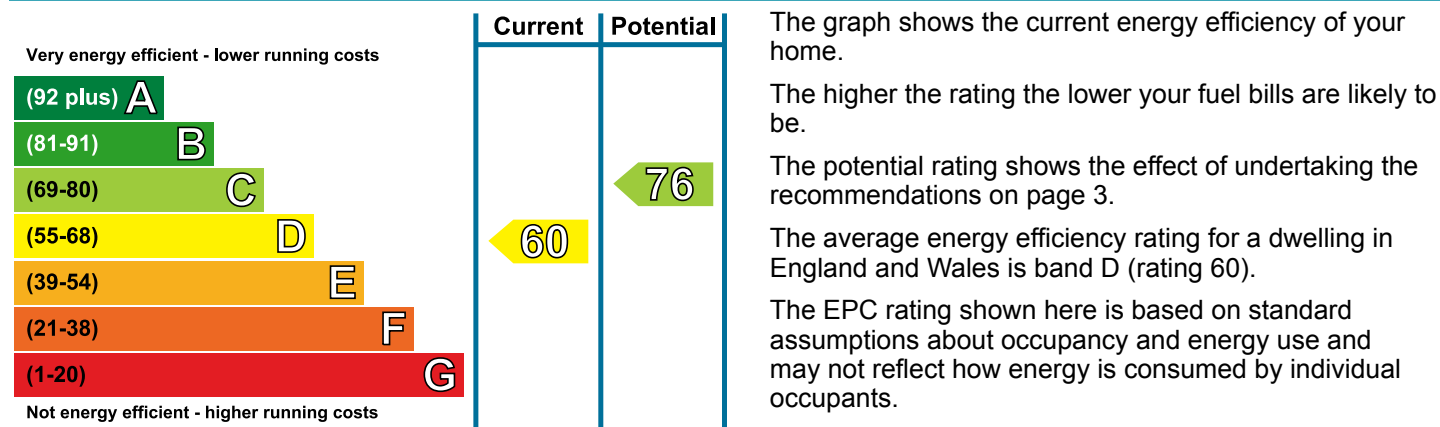 Current Potential
Very energy efficient - lower running costs
(92 plus) A
(81-91) B
(69-80) C
76
(55-68) D
60
(39-54) E
(21-38) F
(1-20) G
Not energy efficient - higher running costs
The graph shows the current energy efficiency of your
home.
The higher the rating the lower your fuel bills are likely to
be.
The potential rating shows the effect of undertaking the
recommendations on page 3.
The average energy efficiency rating for a dwelling in
England and Wales is band D (rating 60).
The EPC rating shown here is based on standard
assumptions about occupancy and energy use and
may not reflect how energy is consumed by individual
occupants.